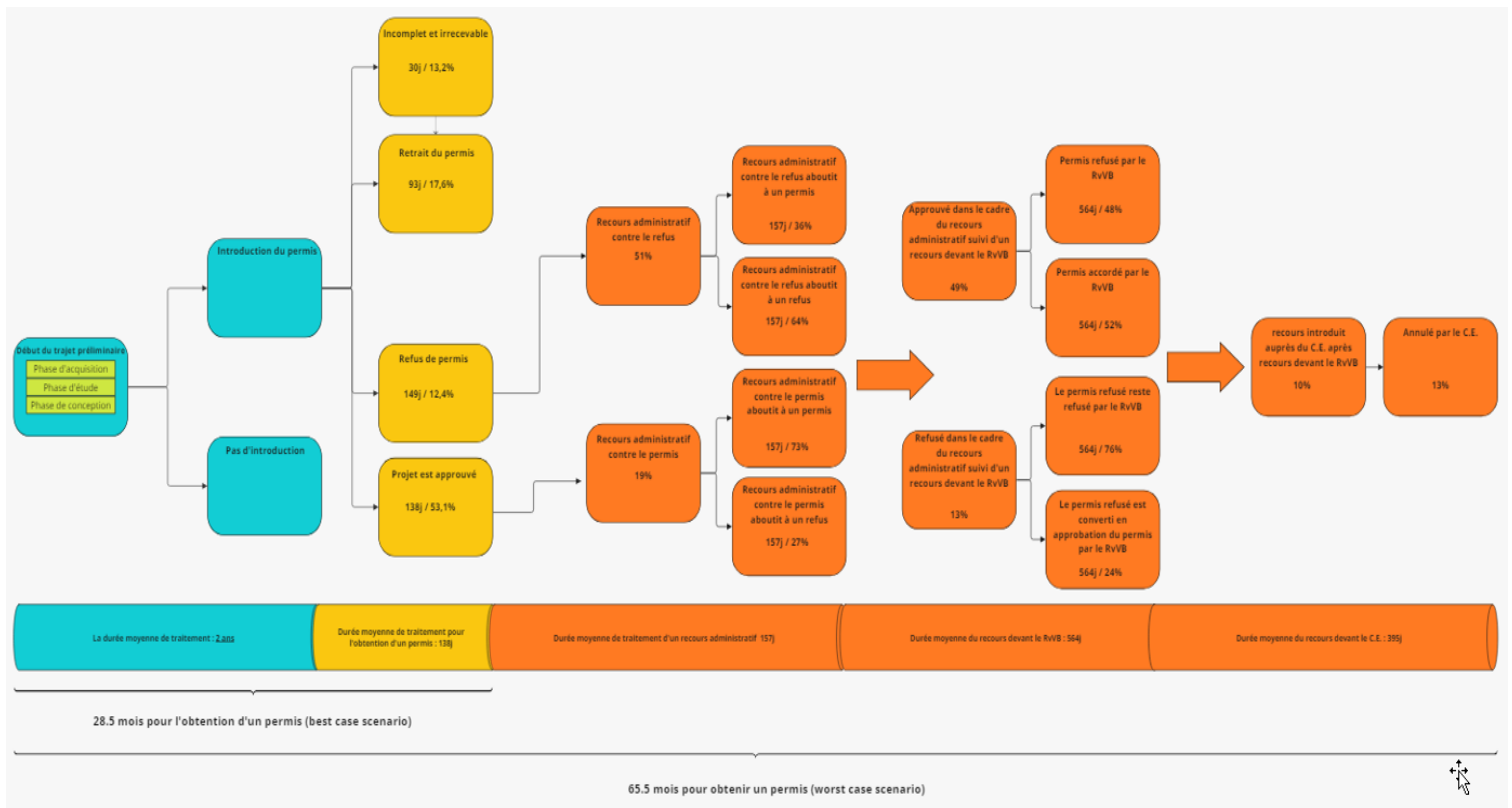 Incomplet et irrecevable
30j / 13,2%
Retrait du permis
93j / 17,6%
Introduction du permis
Début du trajet préliminaire
Phase d'acquisition
Phase d'étude
Phase de conception
Pas d'introduction
Refus de permis
149j / 12,4%
Projet est approuvé
138j / 53,1%
Recours administratif
contre le refus
51%
Recours administratif
contre le permis
19%
Recours administratif
contre le refus aboutit
à un permis
157j / 36%
Recours administratif
contre le refus aboutit
à un refus
157j / 64%
Recours administratif
contre le permis
aboutit à un permis
157j / 73%
Recours administratif
contre le permis
aboutit à un refus
157j / 27%
Approuvé dans le cadre
du recours
administratif suivi d'un
recours devant le RvVB
49%
Refusé dans le cadre
du recours
administratif suivi d'un
recours devant le RvVB
13%
Permis refusé par le
RvVB
564j / 48%
Permis accordé par le
RvVB
564j / 52%
Le permis refusé reste
refusé par le RvVB
564j / 76%
Le permis refusé est
converti en
approbation du permis
par le RvVB
564j / 24%
recours introduit
auprès du C.E. après
recours devant le RvVB
10%
Annulé par le C.E.
13%
La durée moyenne de traitement : 2 ans
Durée moyenne de traitement pour
l'obtention d'un permis : 138j
Durée moyenne de traitement d'un recours administratif 157j
Durée moyenne du recours devant le RvVB : 564j
Durée moyenne du recours devant le C.E. : 395j
28.5 mois pour l'obtention d'un permis (best case scenario)
65.5 mois pour obtenir un permis (worst case scenario)